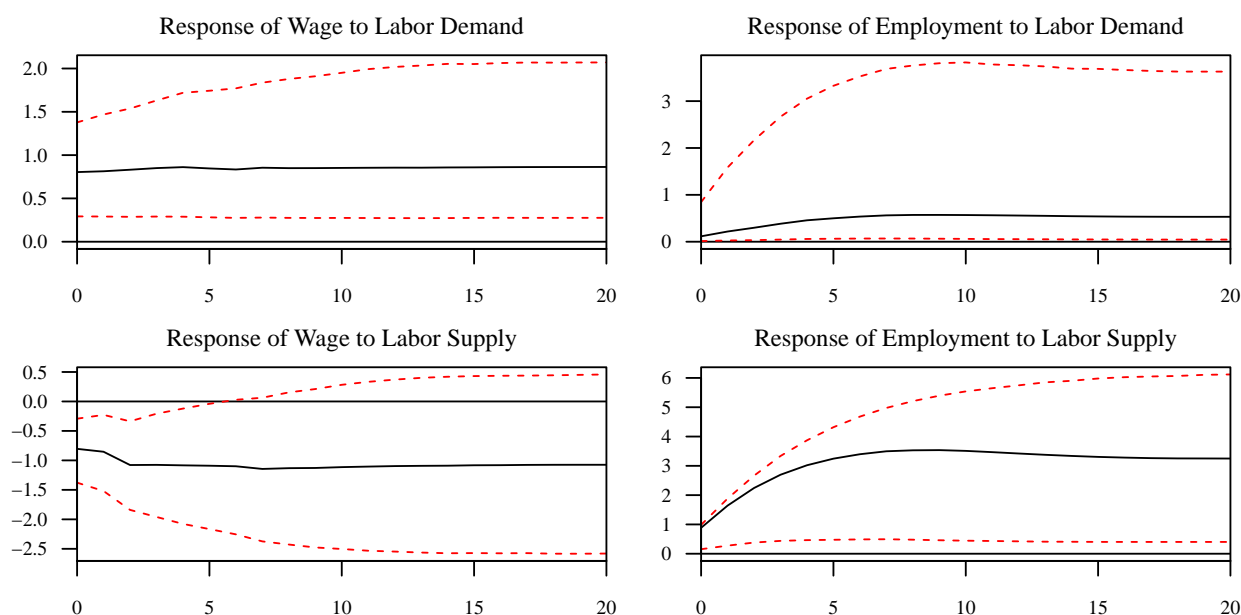 Response of Wage to Labor Demand
2.0
1.5
1.0
0.5
0.0
0 5 10 15 20
Response of Employment to Labor Demand
3
2
1
0
0 5 10 15 20
Response of Wage to Labor Supply
0.5
0.0
−0.5
−1.0
−1.5
−2.0
−2.5
0 5 10 15 20
Response of Employment to Labor Supply
6
5
4
3
2
1
0
0 5 10 15 20